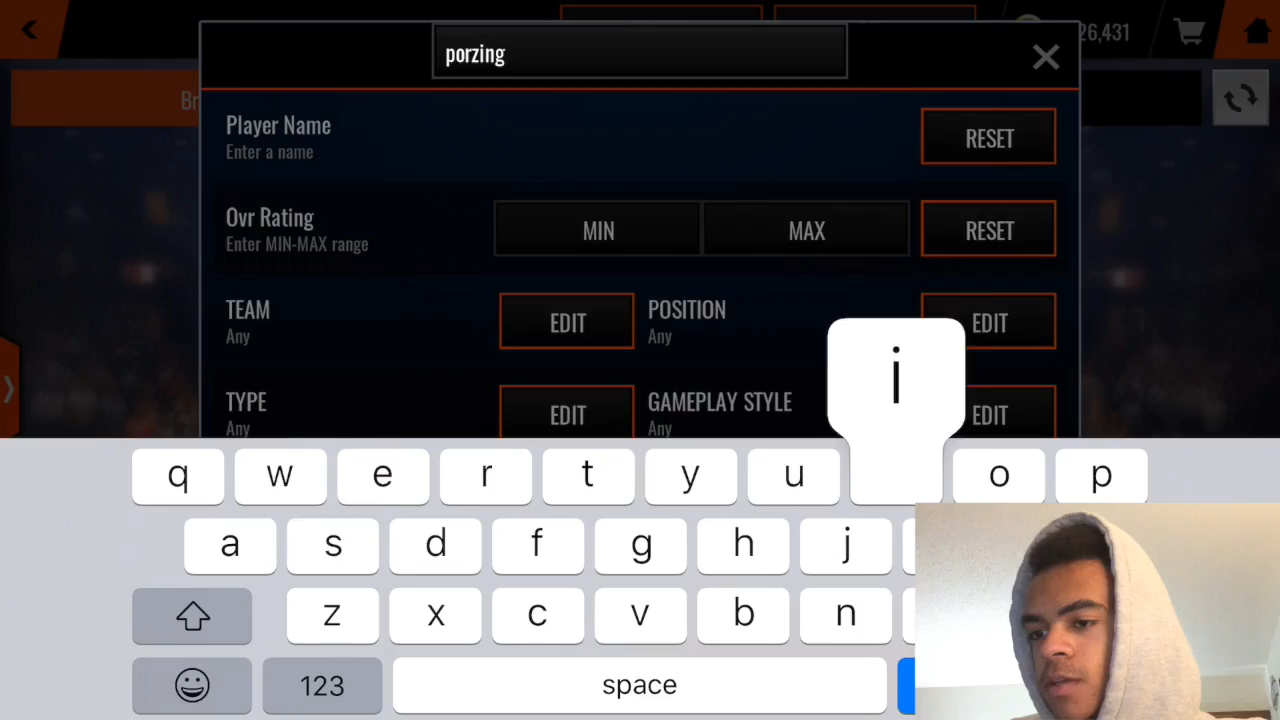 porzing
26,431
Br
Player Name
Enter a name
RESET
Ovr Rating
Enter MIN-MAX range
MIN
MAX
RESET
TEAM
Any
EDIT
POSITION
Any
EDIT
TYPE
Any
EDIT
GAMEPLAY STYLE
Any
EDIT
i
q w e r t y u o p
a s d f g h j
z x c v b n
123
space